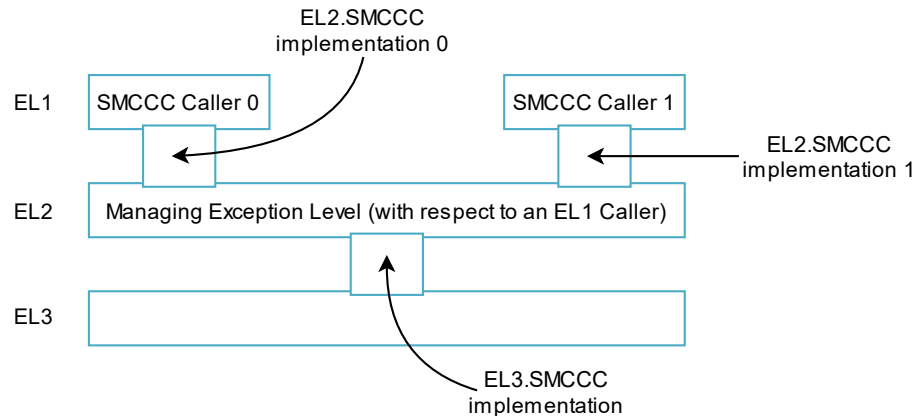 EL2.SMCCC
implementation 0
EL1
SMCCC Caller 0
SMCCC Caller 1
EL2.SMCCC
implementation 1
EL2
Managing Exception Level (with respect to an EL1 Caller)
EL3
EL3.SMCCC
implementation